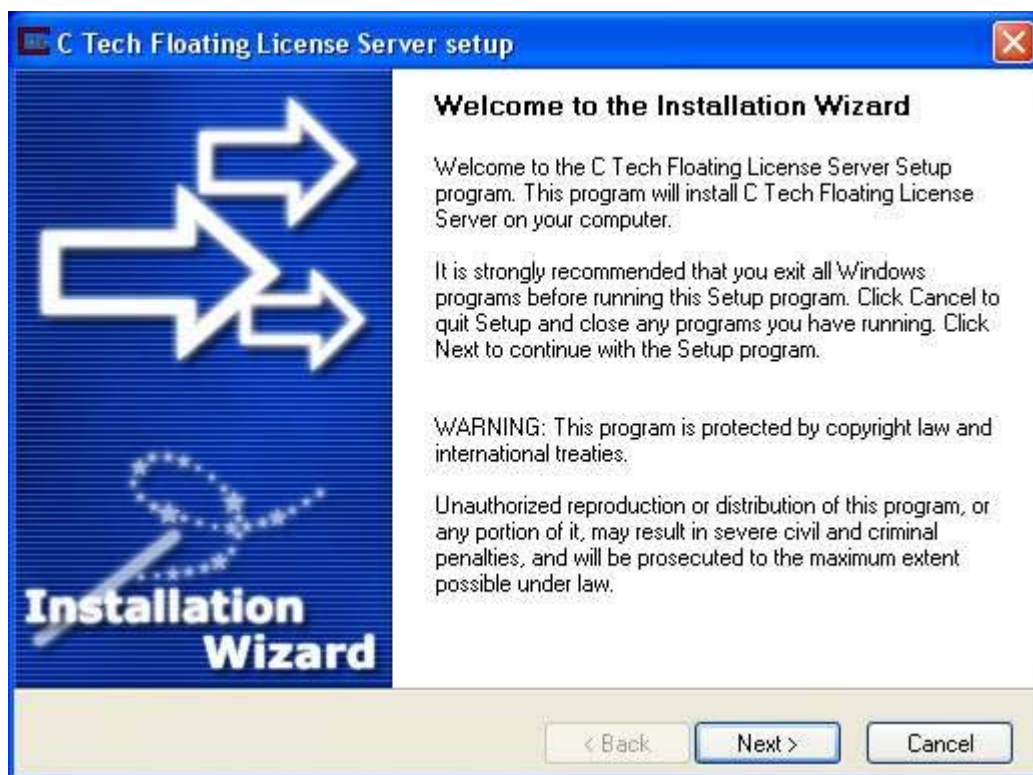 C Tech Floating License Server setup
Welcome to the Installation Wizard
Welcome to the C Tech Floating License Server Setup
program. This program will install C Tech Floating License
Server on your computer.
It is strongly recommended that you exit all Windows
programs before running this Setup program. Click Cancel to
quit Setup and close any programs you have running. Click
Next to continue with the Setup program.
WARNING: This program is protected by copyright law and
international treaties.
Unauthorized reproduction or distribution of this program, or
any portion of it, may result in severe civil and criminal
penalties, and will be prosecuted to the maximum extent
possible under law.
Installation
Wizard
< Back
Next >
Cancel